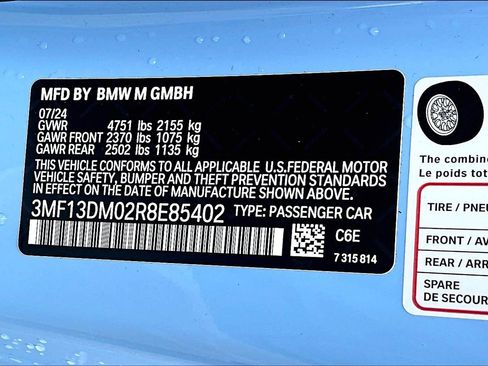 MFD BY BMW M GMBH
07/24
GVWR 4751 lbs 2155 kg
GAWR FRONT 2370 lbs 1075 kg
GAWR REAR 2502 lbs 1135 kg
THIS VEHICLE CONFORMS TO ALL APPLICABLE U.S.FEDERAL MOTOR
VEHICLE SAFETY, BUMPER AND THEFT PREVENTION STANDARDS
IN EFFECT ON THE DATE OF MANUFACTURE SHOWN ABOVE.
3MF13DM02R8E85402 TYPE: PASSENGER CAR
C6E
7 315 814
The combine
Le poids tot
TIRE / PNEU
FRONT / AV
REAR / ARR
SPARE
DE SECOUR